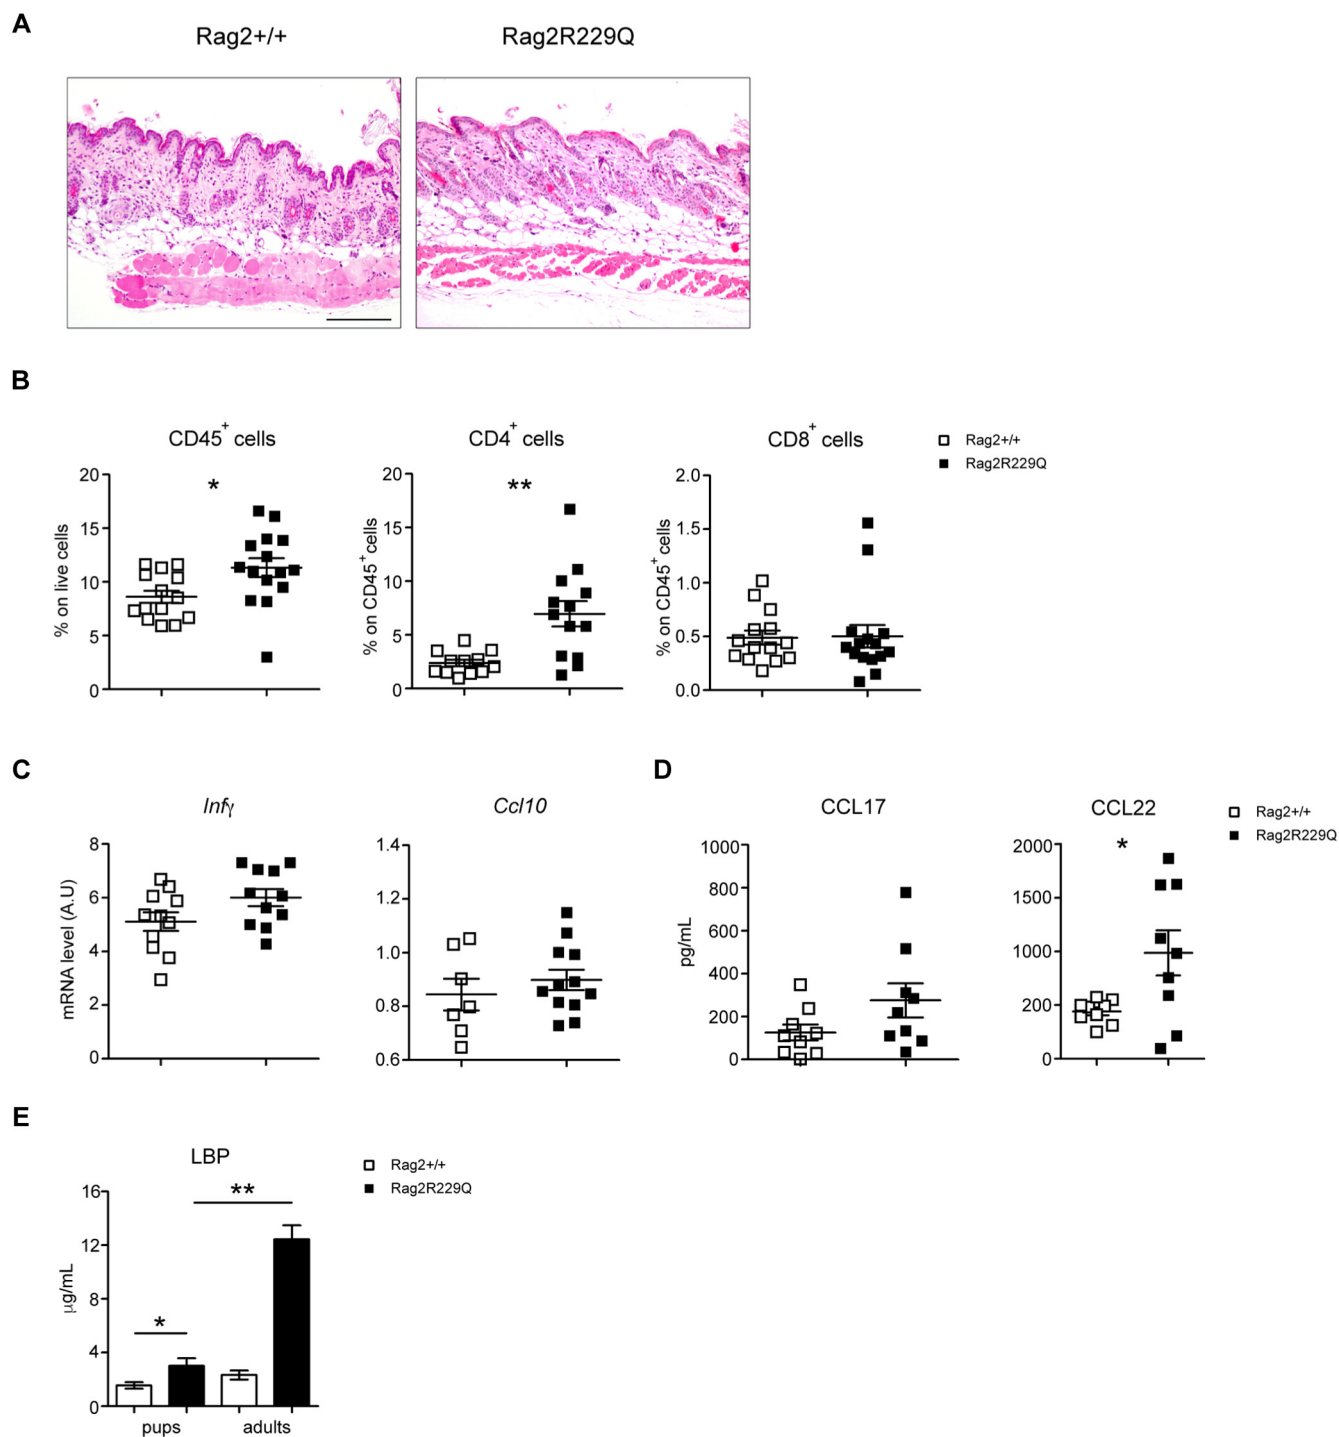 A
Rag2+/+ Rag2R229Q
B
CD45+ cells CD4+ cells CD8+ cells
Rag2+/+
Rag2R229Q
* **
% on live cells
20
15
10
5
0
% on CD45+ cells
20
15
10
5
0
% on CD45+ cells
2.0
1.5
1.0
0.5
0.0
C
Infγ Ccl10
mRNA level (A.U)
8
6
4
2
0
1.4
1.2
1.0
0.8
0.6
D
CCL17 CCL22
Rag2+/+
Rag2R229Q
*
pg/mL
1000
800
600
400
200
0
2000
1500
1000
200
0
E
LBP
Rag2+/+
Rag2R229Q
**
*
µg/mL
16
12
8
4
0
pups adults